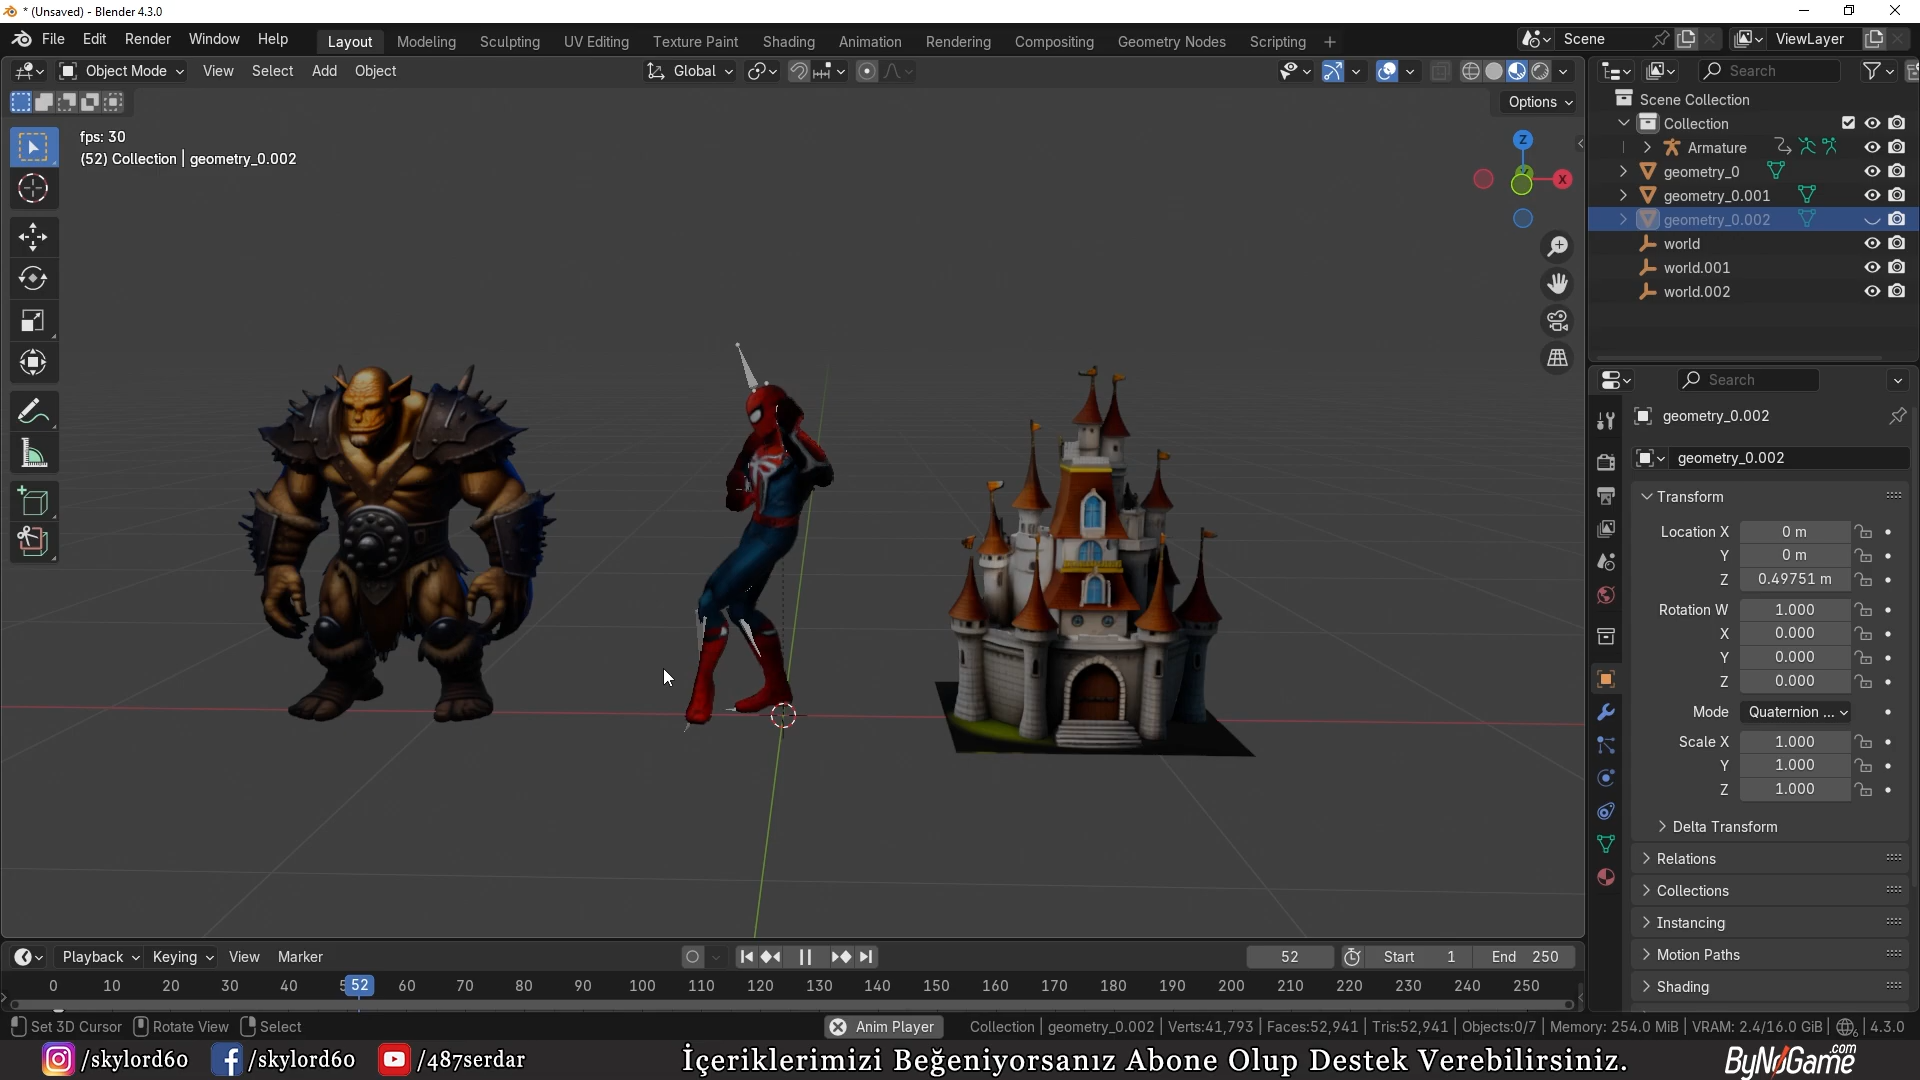 * (Unsaved) - Blender 4.3.0
File Edit Render Window Help Layout Modeling Sculpting UV Editing Texture Paint Shading Animation Rendering Compositing Geometry Nodes Scripting + Scene ViewLayer
Object Mode View Select Add Object Global Search
Options
fps: 30
(52) Collection | geometry_0.002
Z
X
Scene Collection
Collection
Armature
geometry_0
geometry_0.001
geometry_0.002
world
world.001
world.002
Search
geometry_0.002
geometry_0.002
Transform
Location X 0 m
Y 0 m
Z 0.49751 m
Rotation W 1.000
X 0.000
Y 0.000
Z 0.000
Mode Quaternion ...
Scale X 1.000
Y 1.000
Z 1.000
Delta Transform
Relations
Collections
Instancing
Motion Paths
Shading
Playback Keying View Marker 52 Start 1 End 250
0 10 20 30 40 52 60 70 80 90 100 110 120 130 140 150 160 170 180 190 200 210 220 230 240 250
Set 3D Cursor Rotate View Select Anim Player Collection | geometry_0.002 | Verts:41,793 | Faces:52,941 | Tris:52,941 | Objects:0/7 | Memory: 254.0 MiB | VRAM: 2.4/16.0 GiB | 4.3.0
/skylord60 /skylord60 /487serdar İçeriklerimizi Beğeniyorsanız Abone Olup Destek Verebilirsiniz. ByNoGame.com